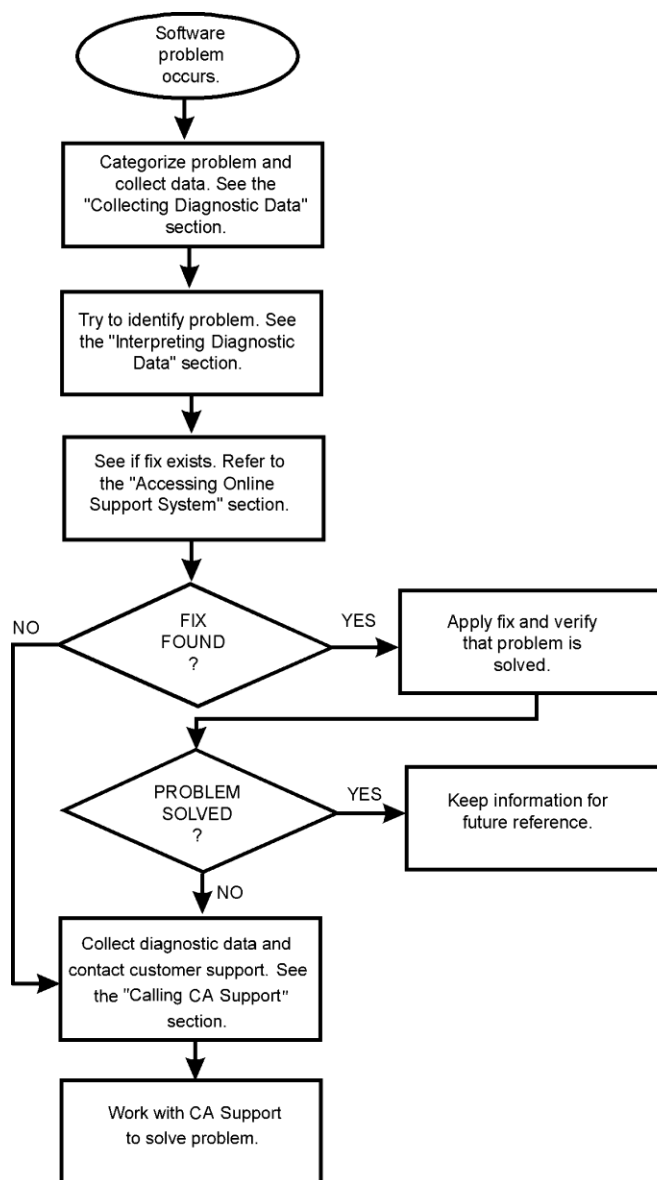 Software
problem
occurs.
Categorize problem and
collect data. See the
"Collecting Diagnostic Data"
section.
Try to identify problem. See
the "Interpreting Diagnostic
Data" section.
See if fix exists. Refer to
the "Accessing Online
Support System" section.
FIX
FOUND
?
NO
YES
Apply fix and verify
that problem is
solved.
PROBLEM
SOLVED
?
YES
Keep information for
future reference.
NO
Collect diagnostic data and
contact customer support. See
the "Calling CA Support"
section.
Work with CA Support
to solve problem.